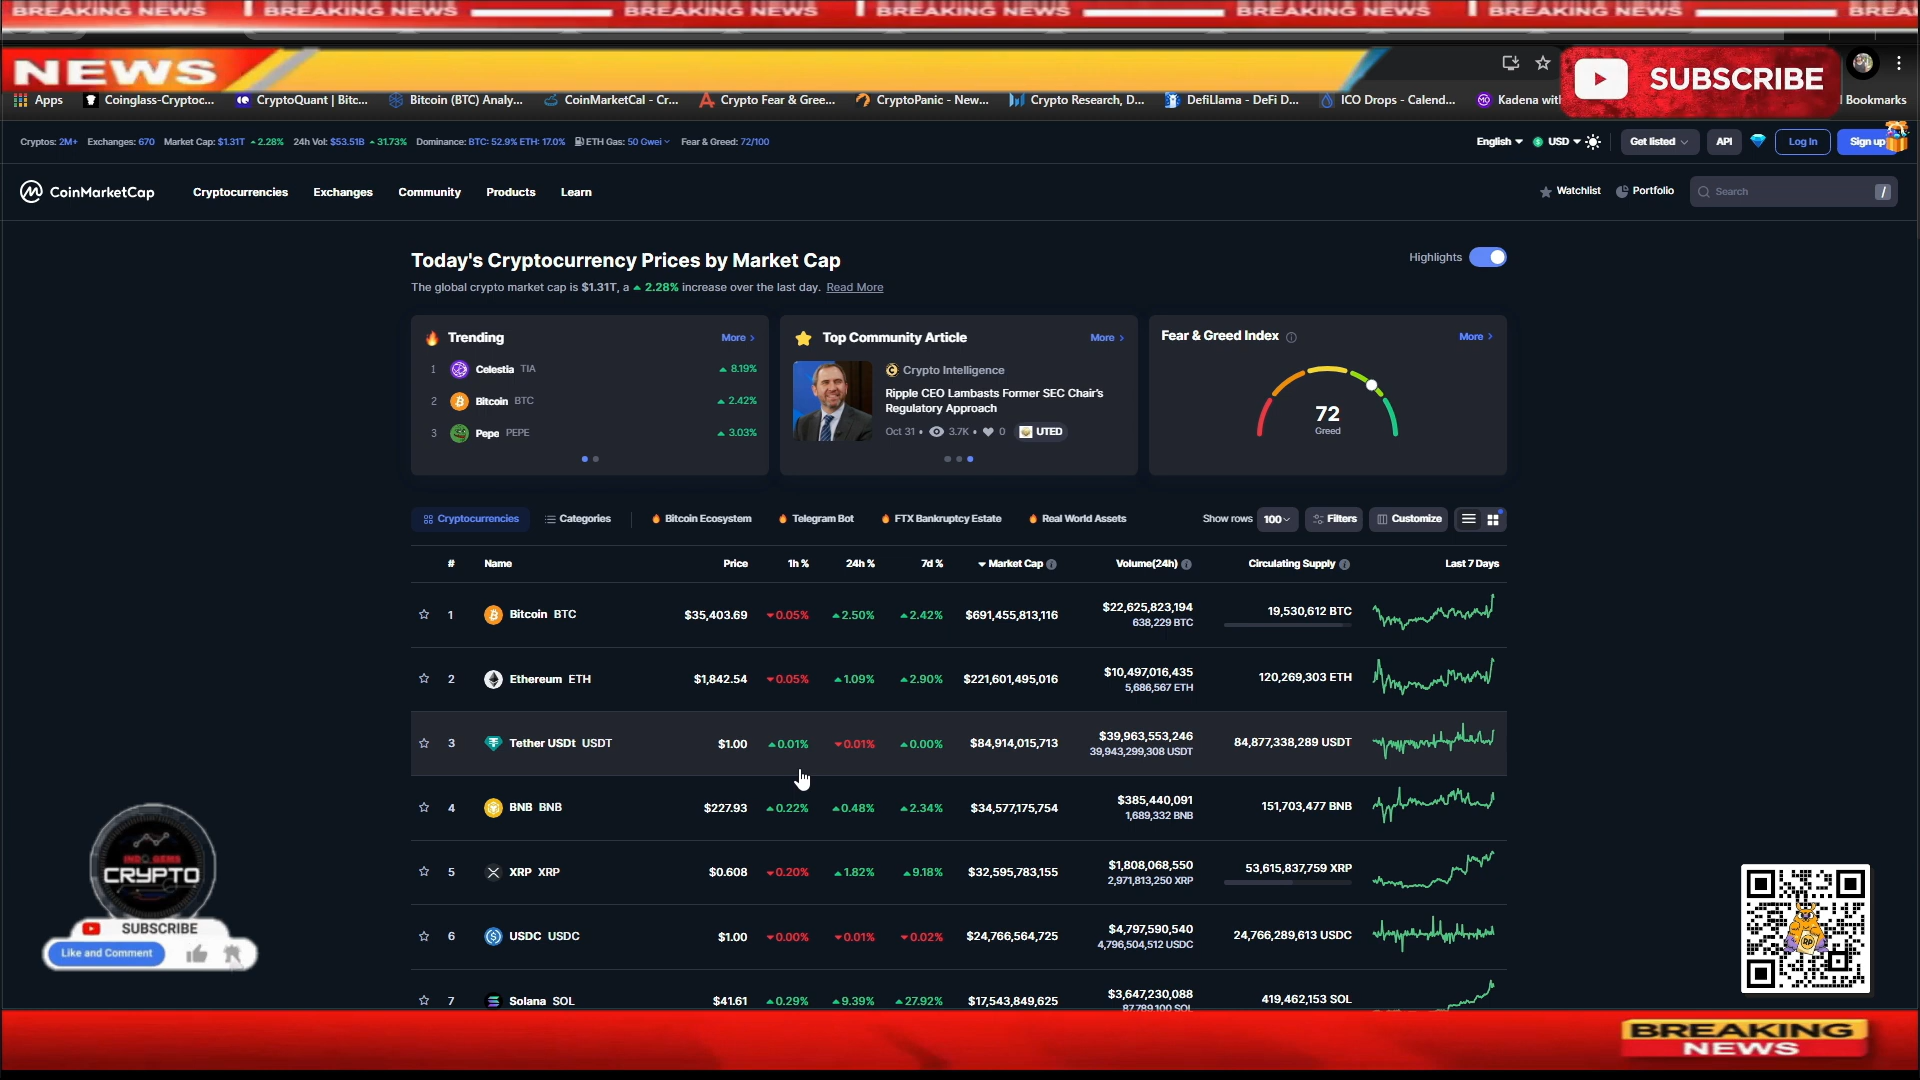 BREAKING NEWS BREAKING NEWS BREAKING NEWS BREAKING NEWS BREAKING NEWS BREAKING NEWS
NEWS
SUBSCRIBE
Apps Coinglass-Cryptoc... CryptoQuant | Bitc... Bitcoin (BTC) Analy... CoinMarketCal - Cr... Crypto Fear & Gree... CryptoPanic - New... Crypto Research, D... DefiLlama - DeFi D... ICO Drops - Calend... Kadena with Bookmarks
Cryptos: 2M+ Exchanges: 670 Market Cap: $1.31T 2.28% 24h Vol: $53.51B 31.73% Dominance: BTC: 52.9% ETH: 17.0% ETH Gas: 50 Gwei Fear & Greed: 72/100
English USD Get listed API Log In Sign up
CoinMarketCap Cryptocurrencies Exchanges Community Products Learn Watchlist Portfolio Search /
Today's Cryptocurrency Prices by Market Cap
Highlights
The global crypto market cap is $1.31T, a 2.28% increase over the last day. Read More
Trending More >
1 Celestia TIA 8.19%
2 Bitcoin BTC 2.42%
3 Pepe PEPE 3.03%
Top Community Article More >
Crypto Intelligence
Ripple CEO Lambasts Former SEC Chair's
Regulatory Approach
Oct 31 • 3.7K • 0 UTED
Fear & Greed Index More >
72
Greed
Cryptocurrencies Categories Bitcoin Ecosystem Telegram Bot FTX Bankruptcy Estate Real World Assets Show rows 100 Filters Customize
# Name Price 1h % 24h % 7d % Market Cap Volume(24h) Circulating Supply Last 7 Days
1 Bitcoin BTC $35,403.69 0.05% 2.50% 2.42% $691,455,813,116 $22,625,823,194 19,530,612 BTC
638,229 BTC
2 Ethereum ETH $1,842.54 0.05% 1.09% 2.90% $221,601,495,016 $10,497,016,435 120,269,303 ETH
5,686,567 ETH
3 Tether USDt USDT $1.00 0.01% 0.01% 0.00% $84,914,015,713 $39,963,553,246 84,877,338,289 USDT
39,943,299,308 USDT
4 BNB BNB $227.93 0.22% 0.48% 2.34% $34,577,175,754 $385,440,091 151,703,477 BNB
1,689,332 BNB
5 XRP XRP $0.608 0.20% 1.82% 9.18% $32,595,783,155 $1,808,068,550 53,615,837,759 XRP
2,971,813,250 XRP
6 USDC USDC $1.00 0.00% 0.01% 0.02% $24,766,564,725 $4,797,590,540 24,766,289,613 USDC
4,796,504,512 USDC
7 Solana SOL $41.61 0.29% 9.39% 27.92% $17,543,849,625 $3,647,230,088 419,462,153 SOL
87,789,100 SOL
INDO GEMS
CRYPTO
SUBSCRIBE
Like and Comment
RP
BREAKING
NEWS